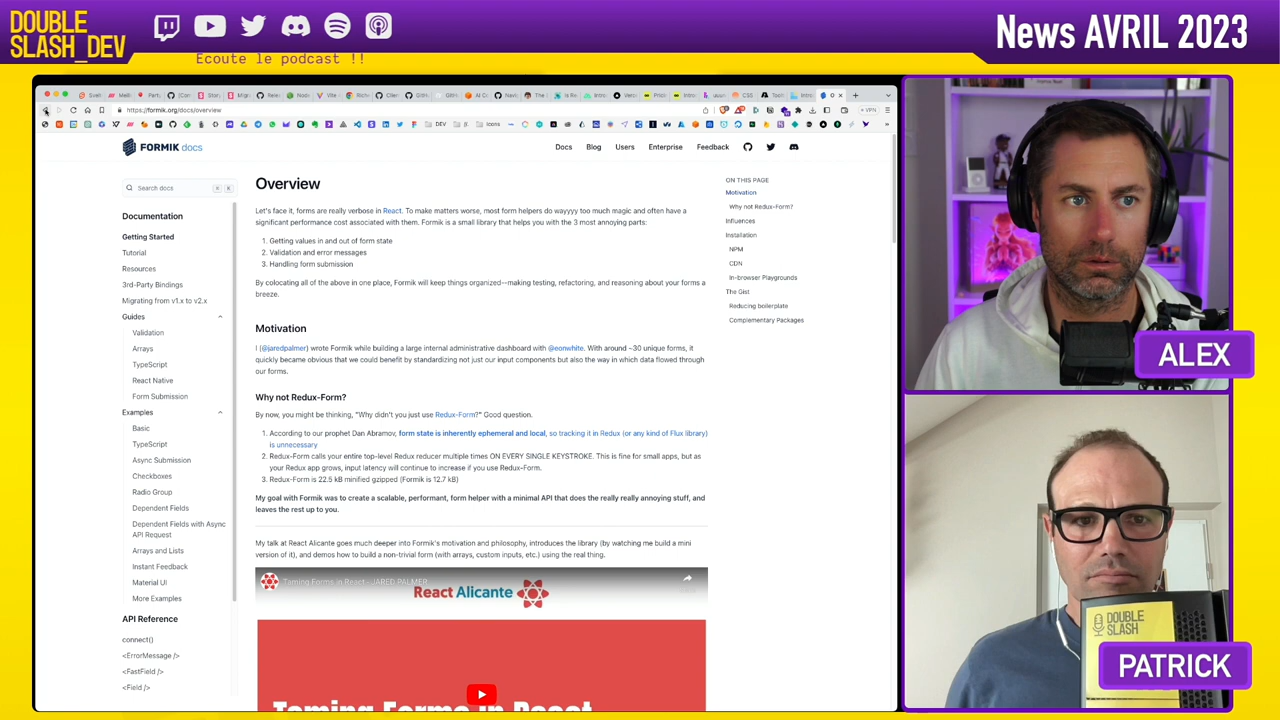 DOUBLE
SLASH_DEV
Ecoute le podcast !!
News AVRIL 2023
https://formik.org/docs/overview
VPN
DEV
Icons
FORMIK docs
Docs
Blog
Users
Enterprise
Feedback
Search docs
K
Documentation
Getting Started
Tutorial
Resources
3rd-Party Bindings
Migrating from v1.x to v2.x
Guides
Validation
Arrays
TypeScript
React Native
Form Submission
Examples
Basic
TypeScript
Async Submission
Checkboxes
Radio Group
Dependent Fields
Dependent Fields with Async
API Request
Arrays and Lists
Instant Feedback
Material UI
More Examples
API Reference
connect()
<ErrorMessage />
<FastField />
<Field />
Overview
Let's face it, forms are really verbose in React. To make matters worse, most form helpers do wayyyy too much magic and often have a
significant performance cost associated with them. Formik is a small library that helps you with the 3 most annoying parts:
1. Getting values in and out of form state
2. Validation and error messages
3. Handling form submission
By colocating all of the above in one place, Formik will keep things organized--making testing, refactoring, and reasoning about your forms a
breeze.
Motivation
I (@jaredpalmer) wrote Formik while building a large internal administrative dashboard with @eonwhite. With around ~30 unique forms, it
quickly became obvious that we could benefit by standardizing not just our input components but also the way in which data flowed through
our forms.
Why not Redux-Form?
By now, you might be thinking, "Why didn't you just use Redux-Form?" Good question.
1. According to our prophet Dan Abramov, form state is inherently ephemeral and local, so tracking it in Redux (or any kind of Flux library)
is unnecessary
2. Redux-Form calls your entire top-level Redux reducer multiple times ON EVERY SINGLE KEYSTROKE. This is fine for small apps, but as
your Redux app grows, input latency will continue to increase if you use Redux-Form.
3. Redux-Form is 22.5 kB minified gzipped (Formik is 12.7 kB)
My goal with Formik was to create a scalable, performant, form helper with a minimal API that does the really really annoying stuff, and
leaves the rest up to you.
My talk at React Alicante goes much deeper into Formik's motivation and philosophy, introduces the library (by watching me build a mini
version of it), and demos how to build a non-trivial form (with arrays, custom inputs, etc.) using the real thing.
Taming Forms in React - JARED PALMER
React Alicante
Taming Forms in React
ON THIS PAGE
Motivation
Why not Redux-Form?
Influences
Installation
NPM
CDN
In-browser Playgrounds
The Gist
Reducing boilerplate
Complementary Packages
ALEX
DOUBLE
SLASH
PATRICK